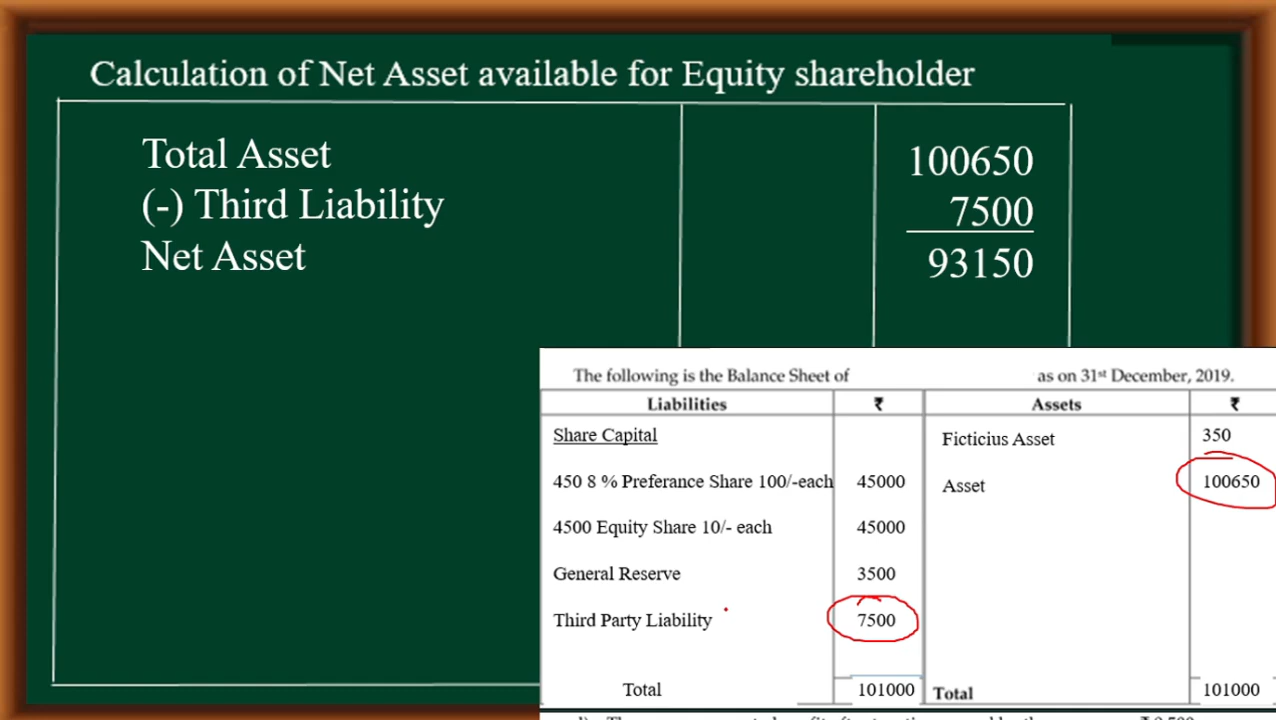 Calculation of Net Asset available for Equity shareholder
Total Asset 100650
(-) Third Liability 7500
Net Asset 93150
The following is the Balance Sheet of as on 31st December, 2019.
Liabilities ₹ Assets ₹
Share Capital Ficticius Asset 350
450 8 % Preferance Share 100/-each 45000 Asset 100650
4500 Equity Share 10/- each 45000
General Reserve 3500
Third Party Liability 7500
Total 101000 Total 101000